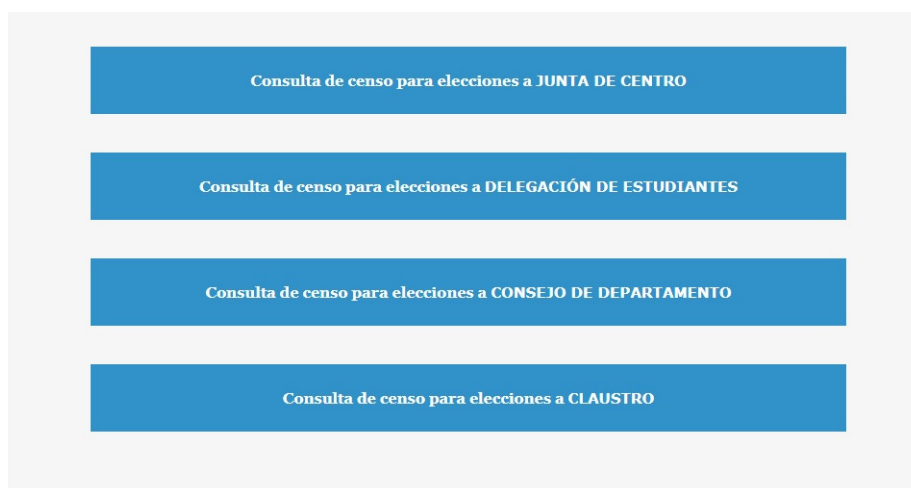 Consulta de censo para elecciones a JUNTA DE CENTRO
Consulta de censo para elecciones a DELEGACIÓN DE ESTUDIANTES
Consulta de censo para elecciones a CONSEJO DE DEPARTAMENTO
Consulta de censo para elecciones a CLAUSTRO